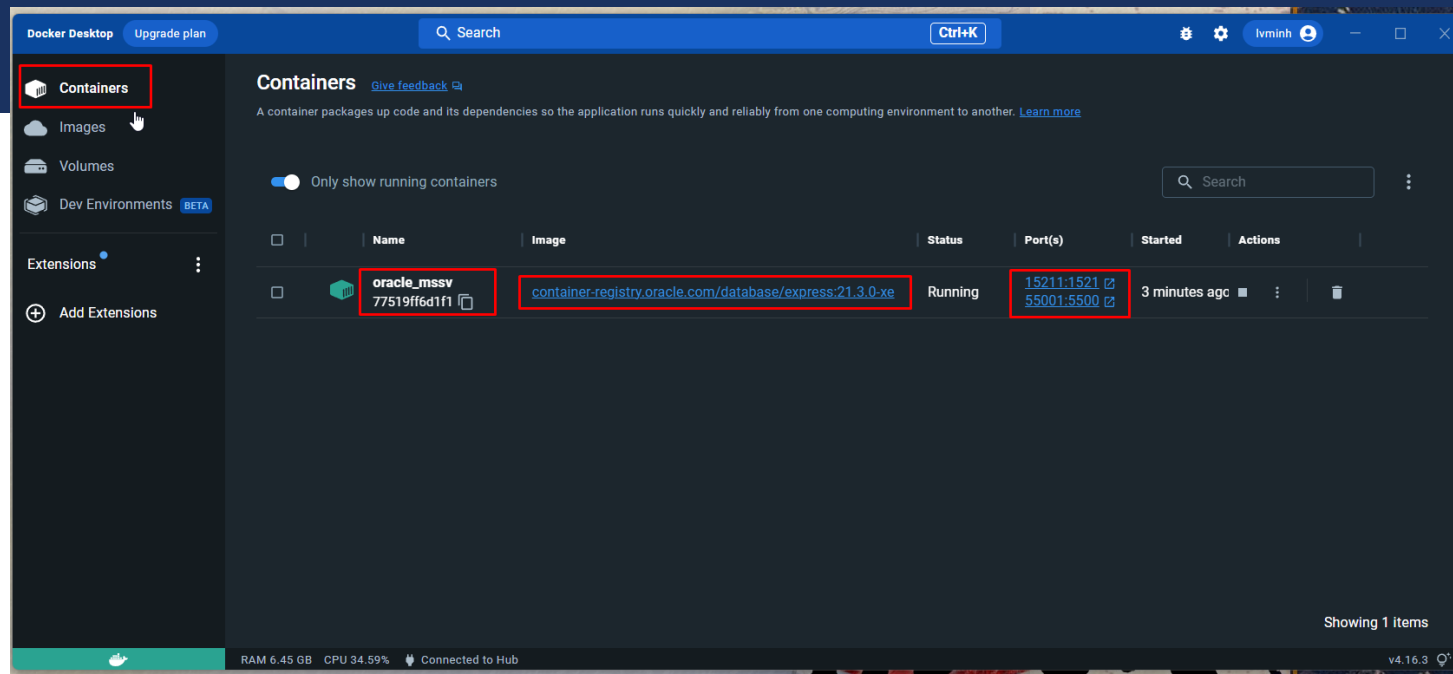 Docker Desktop Upgrade plan Search Ctrl+K lvminh
Containers
Images
Volumes
Dev Environments BETA
Extensions
Add Extensions
Containers Give feedback
A container packages up code and its dependencies so the application runs quickly and reliably from one computing environment to another. Learn more
Only show running containers Search
Name Image Status Port(s) Started Actions
oracle_mssv container-registry.oracle.com/database/express:21.3.0-xe Running 15211:1521 3 minutes ago
77519ff6d1f1 55001:5500
Showing 1 items
RAM 6.45 GB CPU 34.59% Connected to Hub v4.16.3